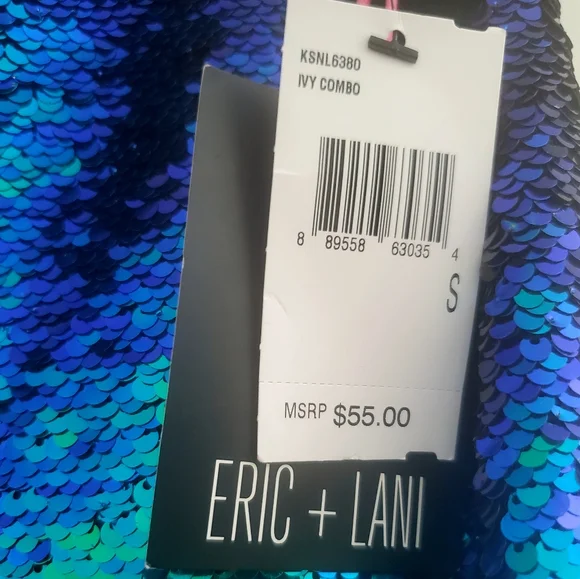 KSNL6380
IVY COMBO
8 89558 63035 4
S
MSRP $55.00
ERIC + LANI